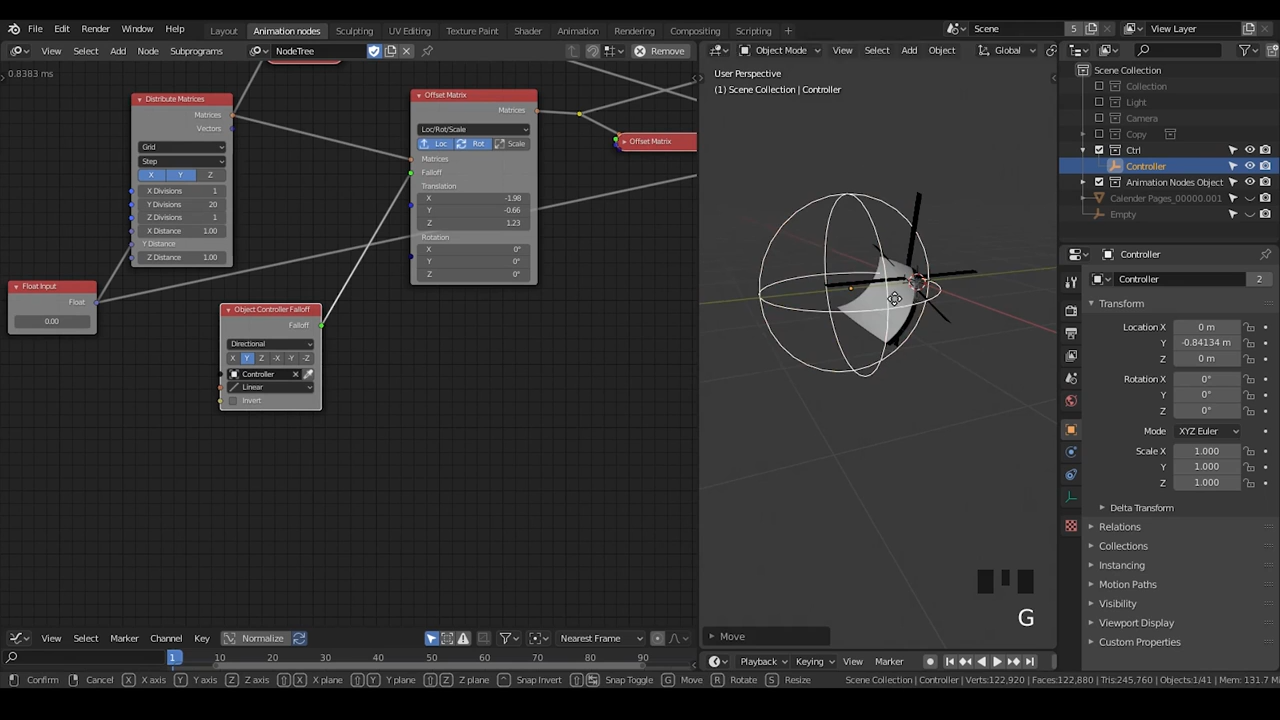 File Edit Render Window Help Layout Animation nodes Sculpting UV Editing Texture Paint Shader Animation Rendering Compositing Scripting + Scene 5 View Layer
View Select Add Node Subprograms NodeTree Remove Object Mode View Select Add Object Global
0.8383 ms
User Perspective
(1) Scene Collection | Controller
Scene Collection
Collection
Light
Camera
Copy
Ctrl
Controller
Animation Nodes Object
Calender Pages_00000.001
Empty
Distribute Matrices
Matrices
Vectors
Grid
Step
X Y Z
X Divisions 1
Y Divisions 20
Z Divisions 1
X Distance 1.00
Y Distance
Z Distance 1.00
Offset Matrix
Matrices
Loc/Rot/Scale
Loc Rot Scale
Matrices
Falloff
Translation
X -1.98
Y -0.66
Z 1.23
Rotation
X 0°
Y 0°
Z 0°
Offset Matrix
Float Input
Float
0.00
Object Controller Falloff
Falloff
Directional
X Y Z -X -Y -Z
Controller
Linear
Invert
Controller
Controller 2
Transform
Location X 0 m
Y -0.84134 m
Z 0 m
Rotation X 0°
Y 0°
Z 0°
Mode XYZ Euler
Scale X 1.000
Y 1.000
Z 1.000
Delta Transform
Relations
Collections
Instancing
Motion Paths
Visibility
Viewport Display
Custom Properties
G
Move
View Select Marker Channel Key Normalize Nearest Frame
1 10 20 30 40 50 60 70 80 90
Playback Keying View Marker
Confirm Cancel X X axis Y Y axis Z Z axis X X plane Y Y plane Z Z plane Snap Invert Snap Toggle G Move R Rotate S Resize Scene Collection | Controller | Verts:122,920 | Faces:122,880 | Tris:245,760 | Objects:1/41 | Mem: 131.7 M